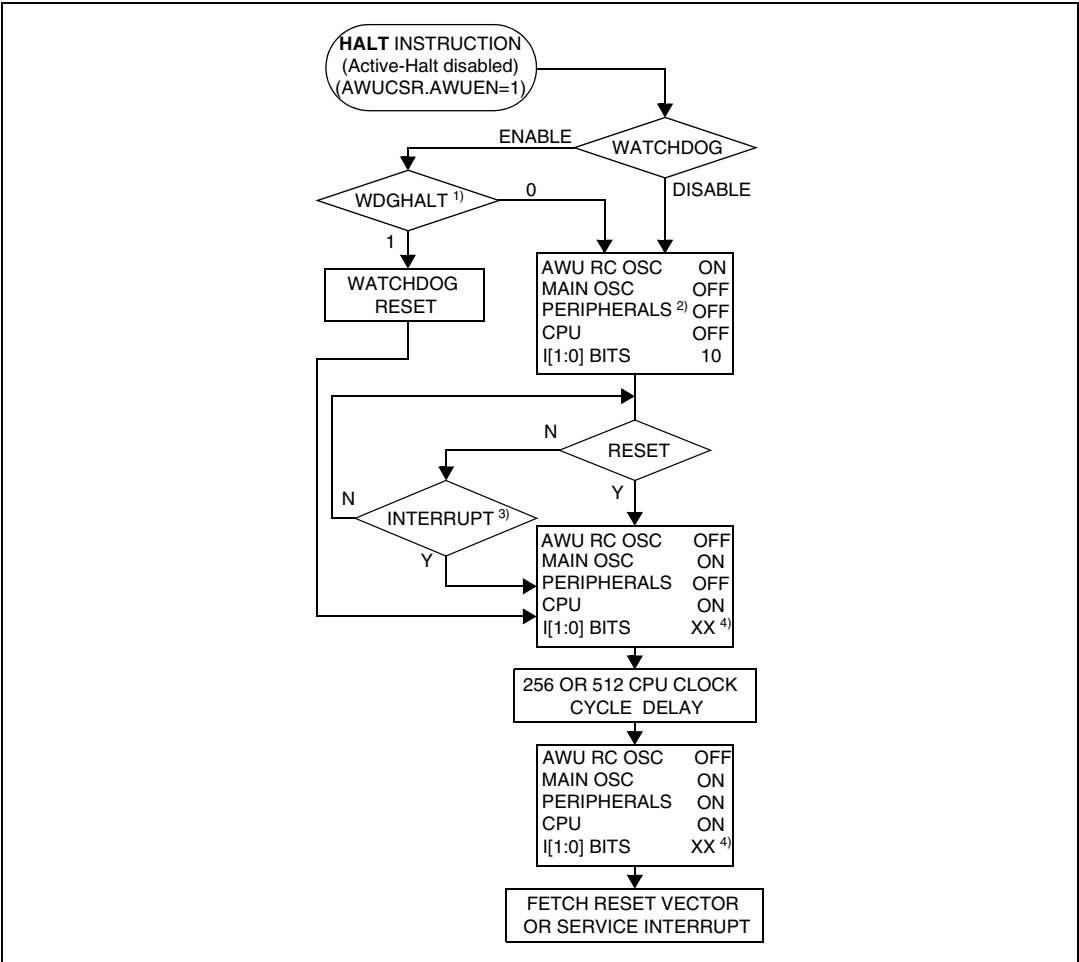 HALT INSTRUCTION
(Active-Halt disabled)
(AWUCSR.AWUEN=1)
ENABLE
WATCHDOG
DISABLE
WDGHALT 1)
0
1
WATCHDOG
RESET
AWU RC OSC ON
MAIN OSC OFF
PERIPHERALS 2) OFF
CPU OFF
I[1:0] BITS 10
N
RESET
Y
N
INTERRUPT 3)
Y
AWU RC OSC OFF
MAIN OSC ON
PERIPHERALS OFF
CPU ON
I[1:0] BITS XX 4)
256 OR 512 CPU CLOCK
CYCLE DELAY
AWU RC OSC OFF
MAIN OSC ON
PERIPHERALS ON
CPU ON
I[1:0] BITS XX 4)
FETCH RESET VECTOR
OR SERVICE INTERRUPT